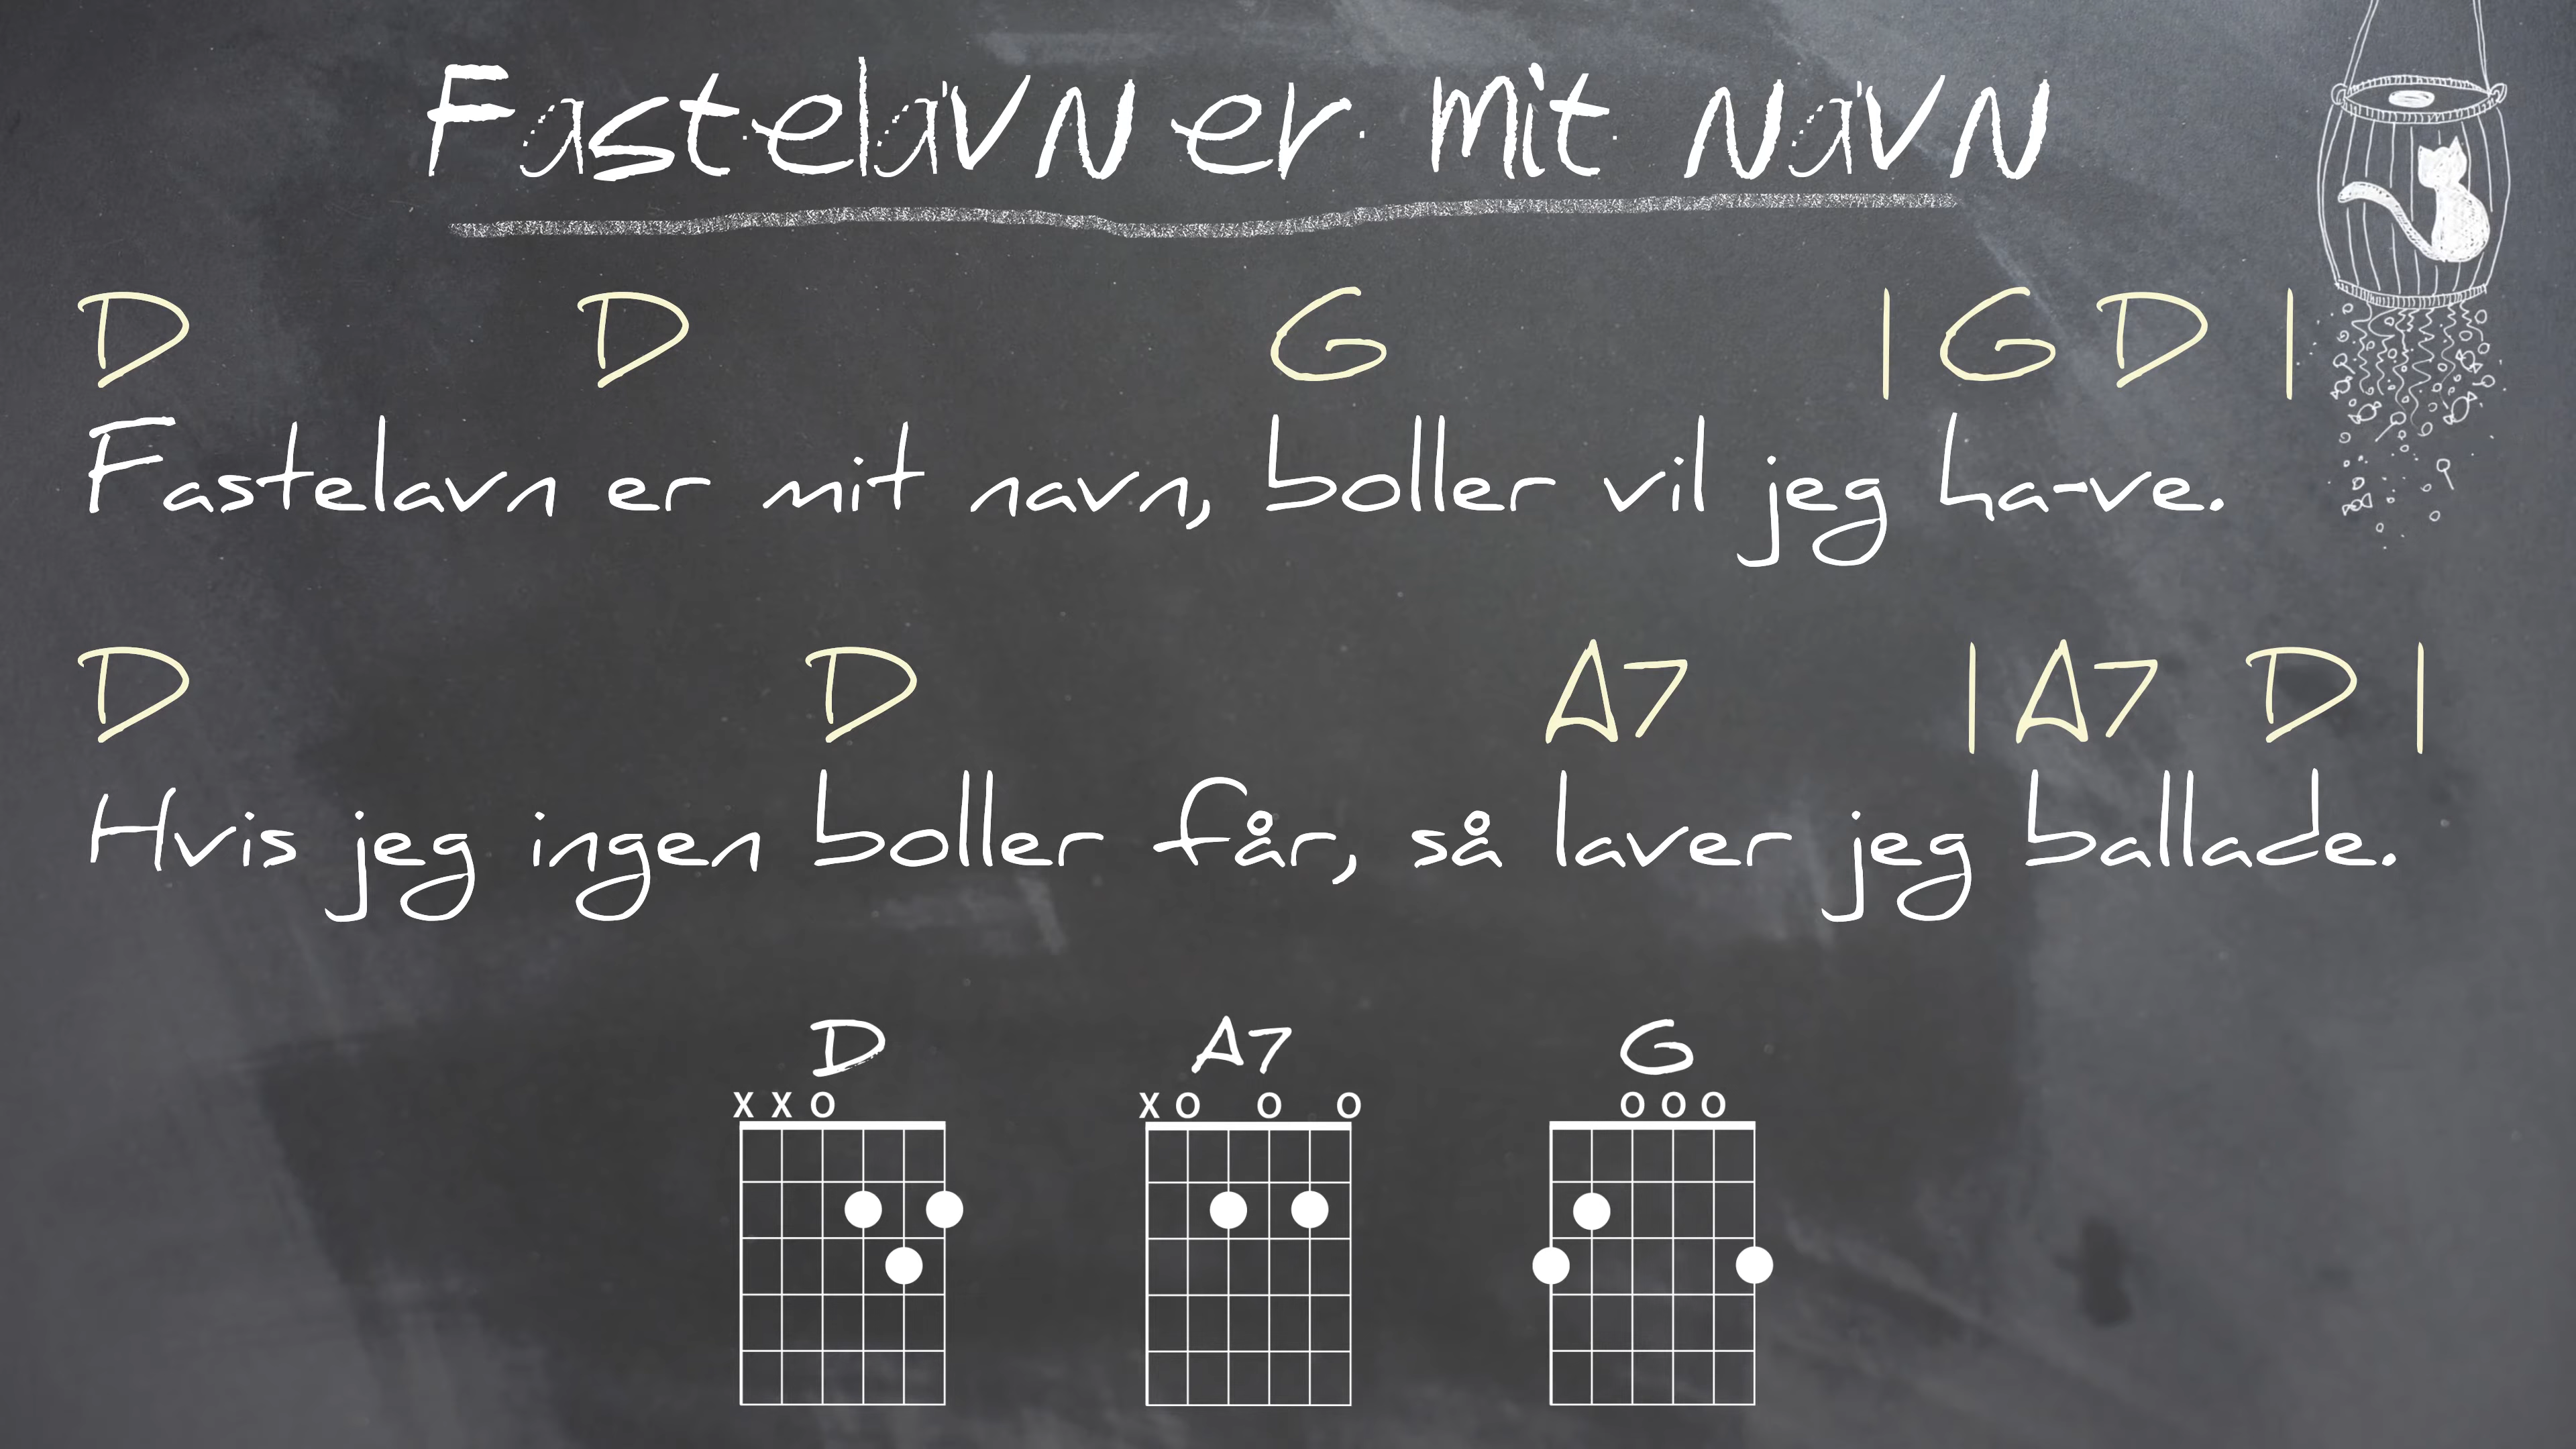 Fastelavn er mit navn
D D G | G D |
Fastelavn er mit navn, boller vil jeg ha-ve.
D D A7 | A7 D |
Hvis jeg ingen boller får, så laver jeg ballade.
D A7 G
x x o x o o o o o o